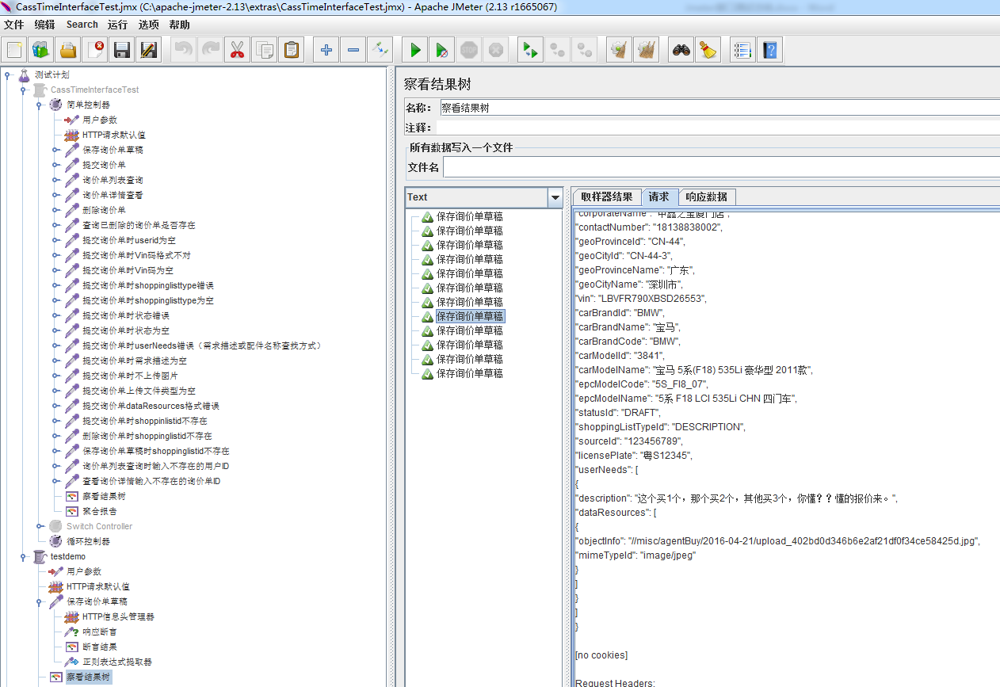 CassTimeInterfaceTest.jmx (C:\apache-jmeter-2.13\extras\CassTimeInterfaceTest.jmx) - Apache JMeter (2.13 r1665067)
文件 编辑 Search 运行 选项 帮助
测试计划
CassTimeInterfaceTest
简单控制器
用户参数
HTTP请求默认值
保存询价单草稿
提交询价单
询价单列表查询
询价单详情查看
删除询价单
查询已删除的询价单是否存在
提交询价单时userid为空
提交询价单时Vin码格式不对
提交询价单时Vin码为空
提交询价单时shoppinglisttype错误
提交询价单时shoppinglisttype为空
提交询价单时状态错误
提交询价单时状态为空
提交询价单时userNeeds错误（需求描述或配件名称查找方式）
提交询价单时需求描述为空
提交询价单时不上传图片
提交询价单上传文件类型为空
提交询价单dataResources格式错误
提交询价单时shoppinlistid不存在
删除询价单时shoppinglistid不存在
保存询价单草稿时shoppinglistid不存在
询价单列表查询时输入不存在的用户ID
查看询价详情输入不存在的询价单ID
察看结果树
聚合报告
Switch Controller
循环控制器
testdemo
用户参数
HTTP请求默认值
保存询价单草稿
HTTP信息头管理器
响应断言
断言结果
正则表达式提取器
察看结果树
察看结果树
名称： 察看结果树
注释：
所有数据写入一个文件
文件名
Text
保存询价单草稿
保存询价单草稿
保存询价单草稿
保存询价单草稿
保存询价单草稿
保存询价单草稿
保存询价单草稿
保存询价单草稿
保存询价单草稿
保存询价单草稿
保存询价单草稿
保存询价单草稿
取样器结果 请求 响应数据
"corporateName": "中鑫之宝厦门店",
"contactNumber": "18138838002",
"geoProvinceId": "CN-44",
"geoCityId": "CN-44-3",
"geoProvinceName": "广东",
"geoCityName": "深圳市",
"vin": "LBVFR790XBSD26553",
"carBrandId": "BMW",
"carBrandName": "宝马",
"carBrandCode": "BMW",
"carModelId": "3841",
"carModelName": "宝马 5系(F18) 535Li 豪华型 2011款",
"epcModelCode": "5S_FI8_07",
"epcModelName": "5系 F18 LCI 535Li CHN 四门车",
"statusId": "DRAFT",
"shoppingListTypeId": "DESCRIPTION",
"sourceId": "123456789",
"licensePlate": "粤S12345",
"userNeeds": [
{
"description": "这个买1个，那个买2个，其他买3个，你懂？？懂的报价来。",
"dataResources": [
{
"objectInfo": "//misc/agentBuy/2016-04-21/upload_402bd0d346b6e2af21df0f34ce58425d.jpg",
"mimeTypeId": "image/jpeg"
}
]
}
]
}
[no cookies]
Request Headers: